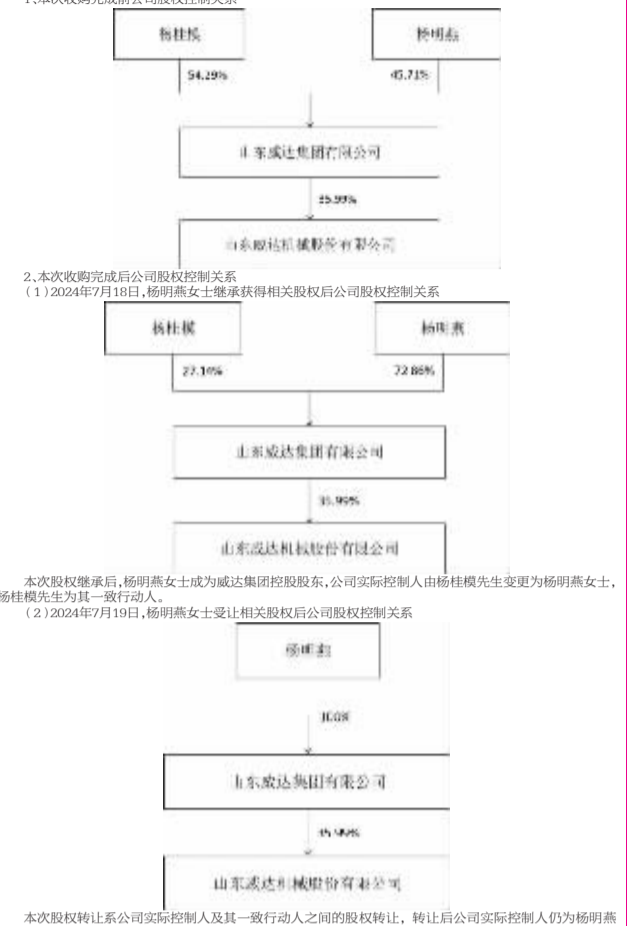 1、本次收购完成前公司股权控制关系
杨桂模
杨明燕
54.29%
45.71%
山东威达集团有限公司
35.99%
山东威达机械股份有限公司
2、本次收购完成后公司股权控制关系
(1)2024年7月18日,杨明燕女士继承获得相关股权后公司股权控制关系
杨桂模
杨明燕
27.14%
72.86%
山东威达集团有限公司
35.99%
山东威达机械股份有限公司
本次股权继承后,杨明燕女士成为威达集团控股股东,公司实际控制人由杨桂模先生变更为杨明燕女士,
杨桂模先生为其一致行动人。
(2)2024年7月19日,杨明燕女士受让相关股权后公司股权控制关系
杨明燕
山东威达集团有限公司
35.99%
山东威达机械股份有限公司
本次股权转让系公司实际控制人及其一致行动人之间的股权转让,转让后公司实际控制人仍为杨明燕